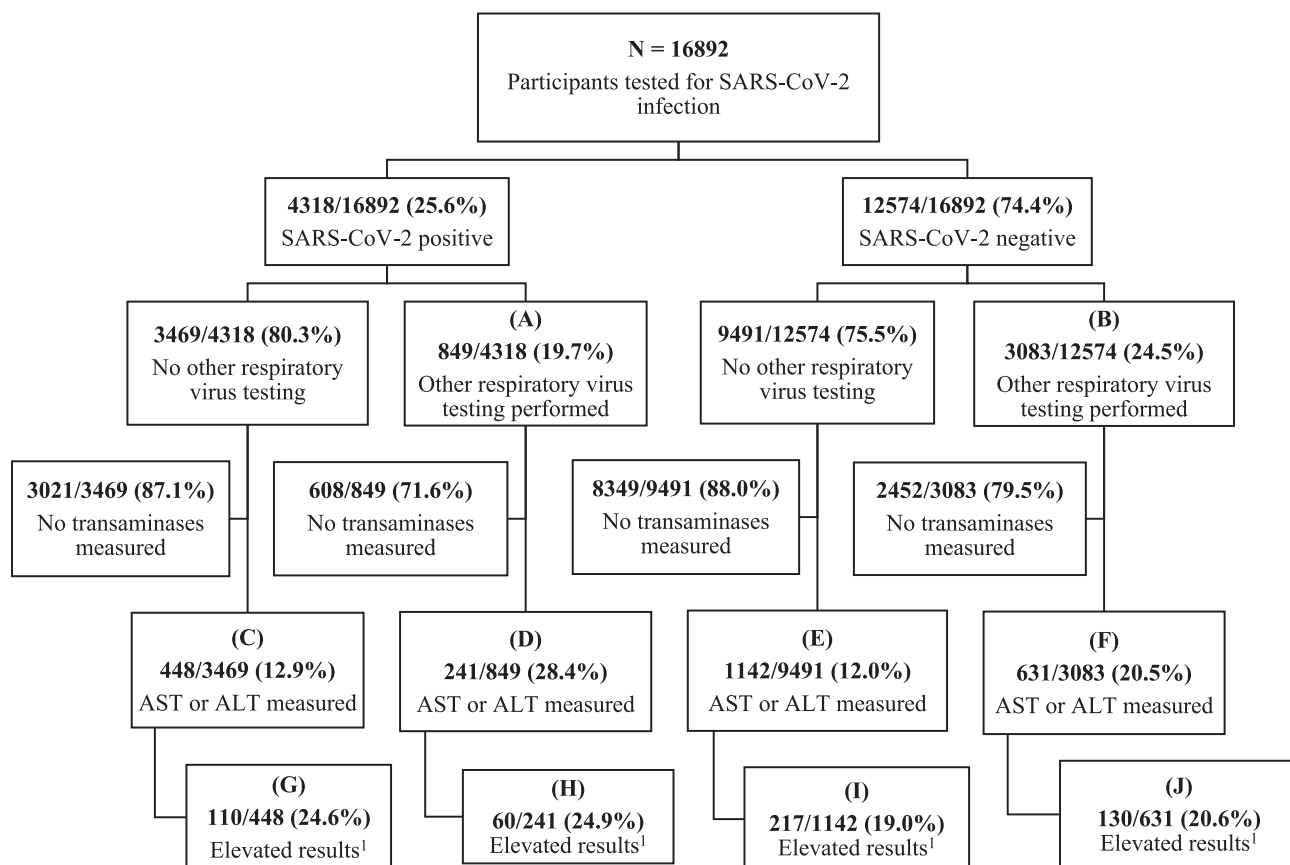 N = 16892
Participants tested for SARS-CoV-2
infection
4318/16892 (25.6%)
SARS-CoV-2 positive
12574/16892 (74.4%)
SARS-CoV-2 negative
3469/4318 (80.3%)
No other respiratory
virus testing
(A)
849/4318 (19.7%)
Other respiratory virus
testing performed
9491/12574 (75.5%)
No other respiratory
virus testing
(B)
3083/12574 (24.5%)
Other respiratory virus
testing performed
3021/3469 (87.1%)
No transaminases
measured
608/849 (71.6%)
No transaminases
measured
8349/9491 (88.0%)
No transaminases
measured
2452/3083 (79.5%)
No transaminases
measured
(C)
448/3469 (12.9%)
AST or ALT measured
(D)
241/849 (28.4%)
AST or ALT measured
(E)
1142/9491 (12.0%)
AST or ALT measured
(F)
631/3083 (20.5%)
AST or ALT measured
(G)
110/448 (24.6%)
Elevated results¹
(H)
60/241 (24.9%)
Elevated results¹
(I)
217/1142 (19.0%)
Elevated results¹
(J)
130/631 (20.6%)
Elevated results¹